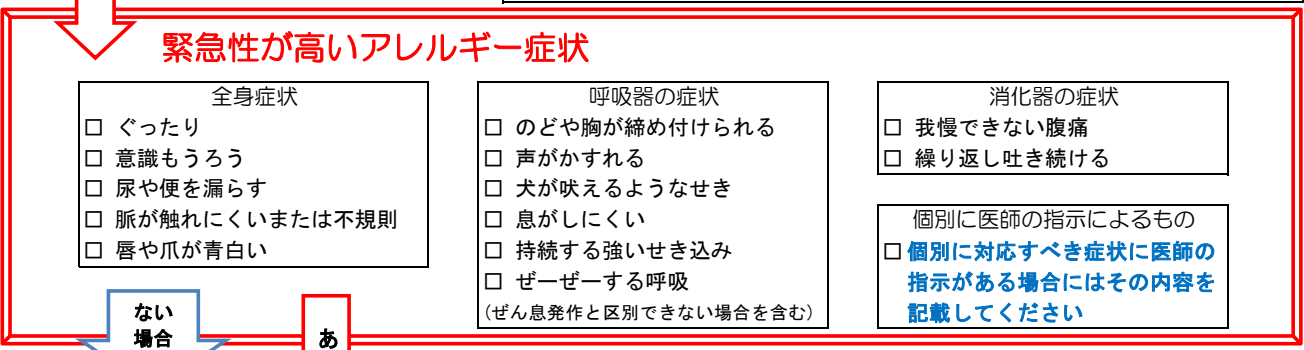 緊急性が高いアレルギー症状
全身症状
□ ぐったり
□ 意識もうろう
□ 尿や便を漏らす
□ 脈が触れにくいまたは不規則
□ 唇や爪が青白い
呼吸器の症状
□ のどや胸が締め付けられる
□ 声がかすれる
□ 犬が吠えるようなせき
□ 息がしにくい
□ 持続する強いせき込み
□ ぜーぜーする呼吸
(ぜん息発作と区別できない場合を含む)
消化器の症状
□ 我慢できない腹痛
□ 繰り返し吐き続ける
個別に医師の指示によるもの
□ 個別に対応すべき症状に医師の
指示がある場合にはその内容を
記載してください
ない
場合
あ